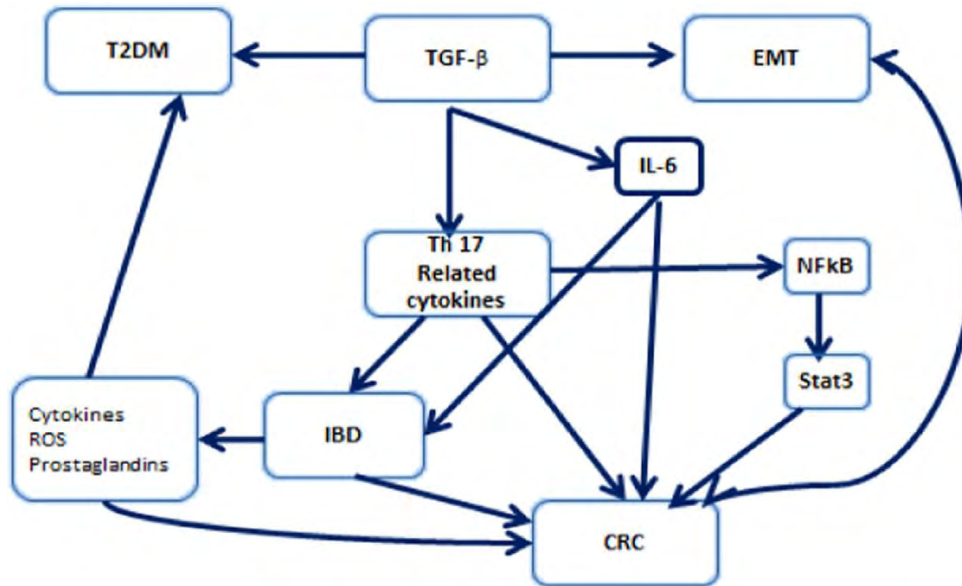 T2DM
TGF-β
EMT
IL-6
Th 17
Related
cytokines
NFkB
Stat3
Cytokines
ROS
Prostaglandins
IBD
CRC